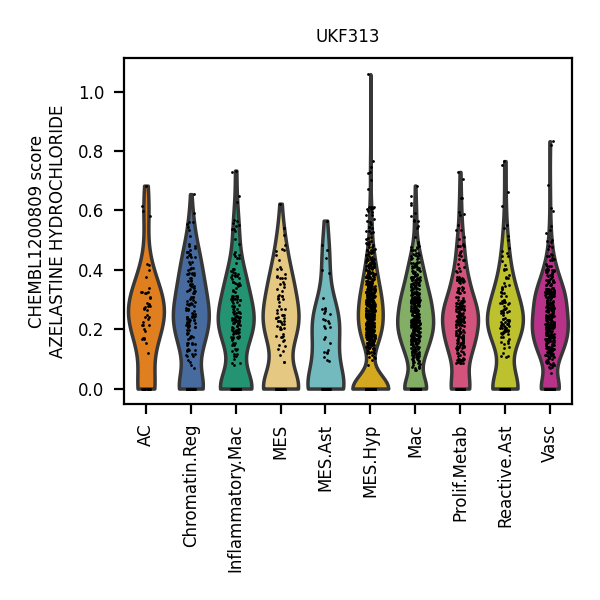 UKF313
CHEMBL1200809 score
AZELASTINE HYDROCHLORIDE
1.0
0.8
0.6
0.4
0.2
0.0
AC
Chromatin.Reg
Inflammatory.Mac
MES
MES.Ast
MES.Hyp
Mac
Prolif.Metab
Reactive.Ast
Vasc